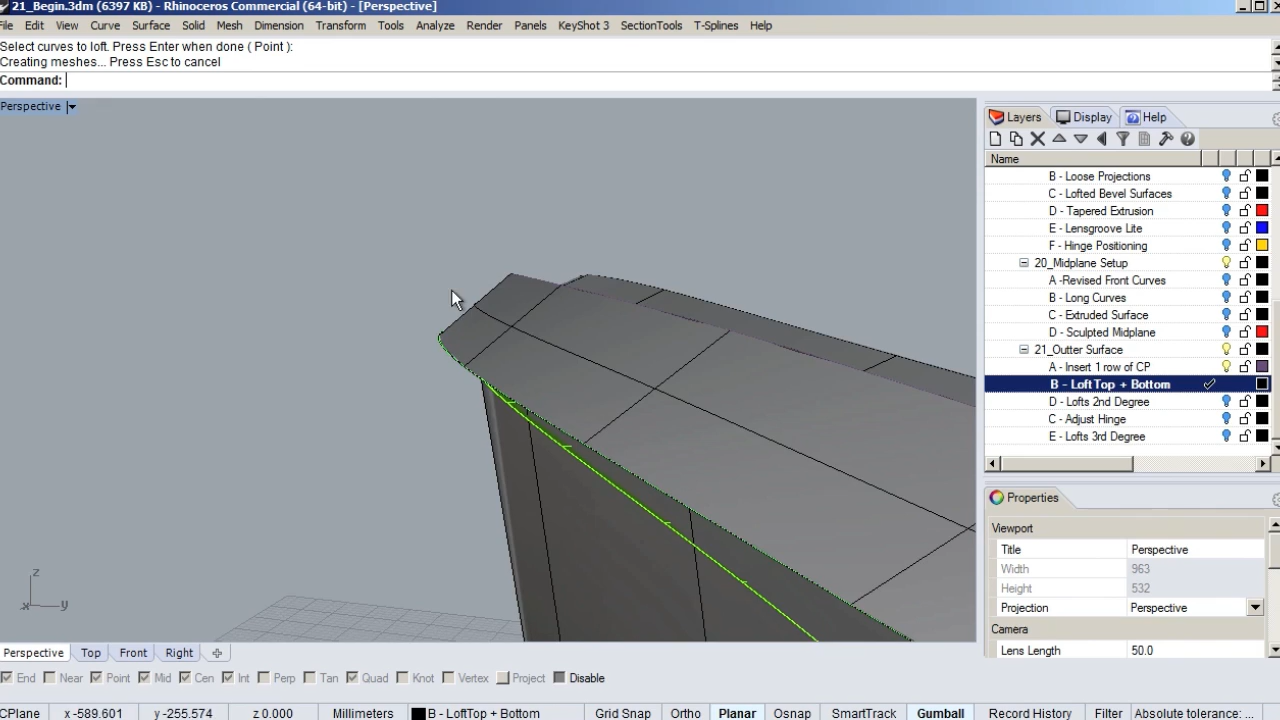 21_Begin.3dm (6397 KB) - Rhinoceros Commercial (64-bit) - [Perspective]
File Edit View Curve Surface Solid Mesh Dimension Transform Tools Analyze Render Panels KeyShot 3 SectionTools T-Splines Help
Select curves to loft. Press Enter when done ( Point ):
Creating meshes... Press Esc to cancel
Command:
Perspective
Layers Display Help
Name
B - Loose Projections
C - Lofted Bevel Surfaces
D - Tapered Extrusion
E - Lensgroove Lite
F - Hinge Positioning
20_Midplane Setup
A -Revised Front Curves
B - Long Curves
C - Extruded Surface
D - Sculpted Midplane
21_Outter Surface
A - Insert 1 row of CP
B - Loft Top + Bottom
D - Lofts 2nd Degree
C - Adjust Hinge
E - Lofts 3rd Degree
Properties
Viewport
Title Perspective
Width 963
Height 532
Projection Perspective
Camera
Lens Length 50.0
z
x y
Perspective Top Front Right
End Near Point Mid Cen Int Perp Tan Quad Knot Vertex Project Disable
CPlane x -589.601 y -255.574 z 0.000 Millimeters B - LoftTop + Bottom Grid Snap Ortho Planar Osnap SmartTrack Gumball Record History Filter Absolute tolerance: ...